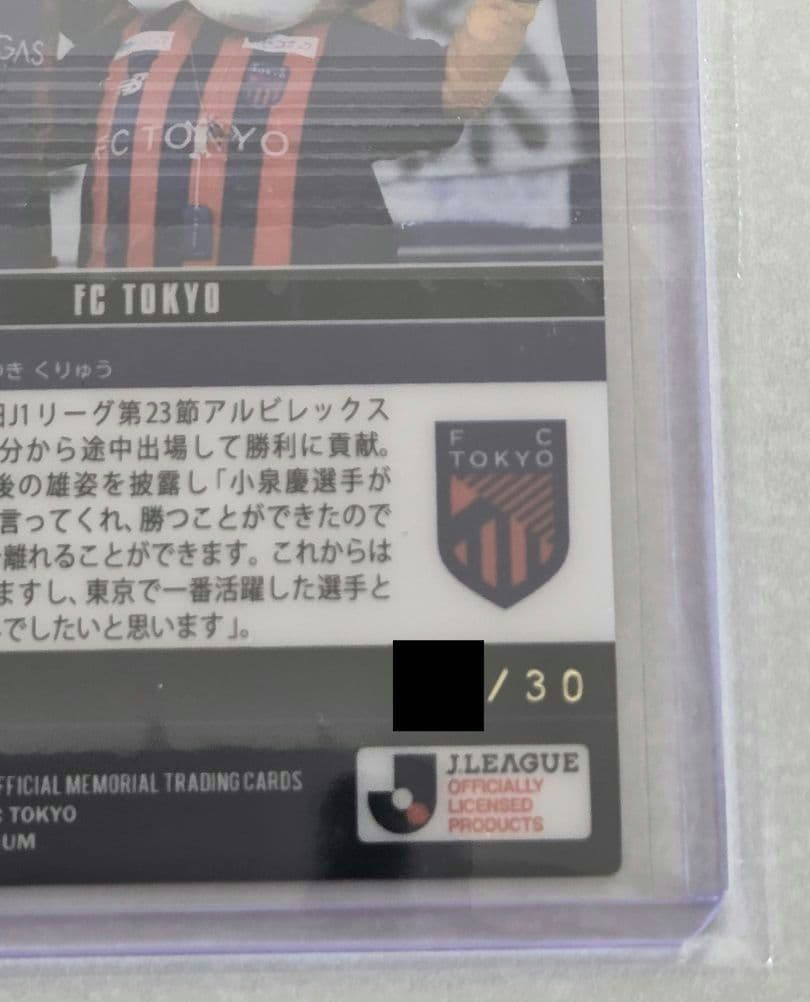 GAS
FC TOKYO
FC TOKYO
き くりゅう
J1リーグ第23節アルビレックス
分から途中出場して勝利に貢献。
後の雄姿を披露し「小泉慶選手が
言ってくれ、勝つことができたので
離れることができます。これからは
ますし、東京で一番活躍した選手と
でしたいと思います」。
F C
TOKYO
/30
J.LEAGUE
OFFICIALLY
LICENSED
PRODUCTS
FFICIAL MEMORIAL TRADING CARDS
C TOKYO
UM